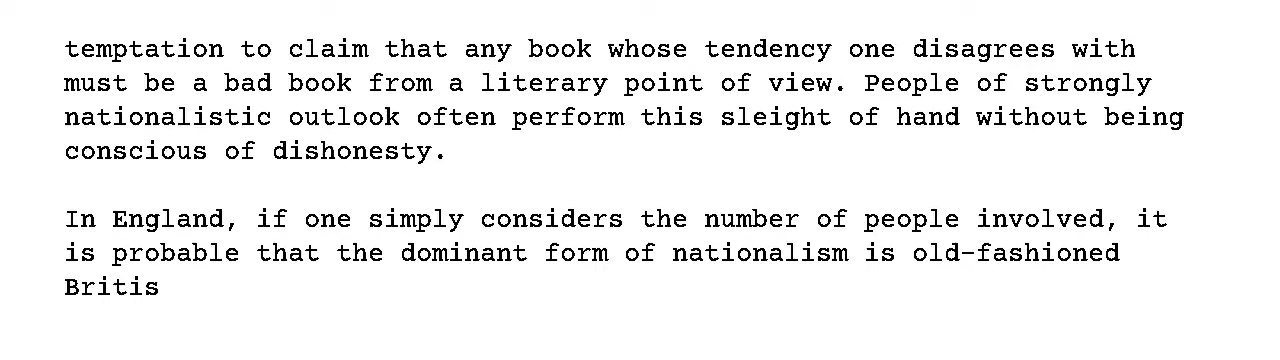 temptation to claim that any book whose tendency one disagrees with
must be a bad book from a literary point of view. People of strongly
nationalistic outlook often perform this sleight of hand without being
conscious of dishonesty.
In England, if one simply considers the number of people involved, it
is probable that the dominant form of nationalism is old-fashioned
Britis